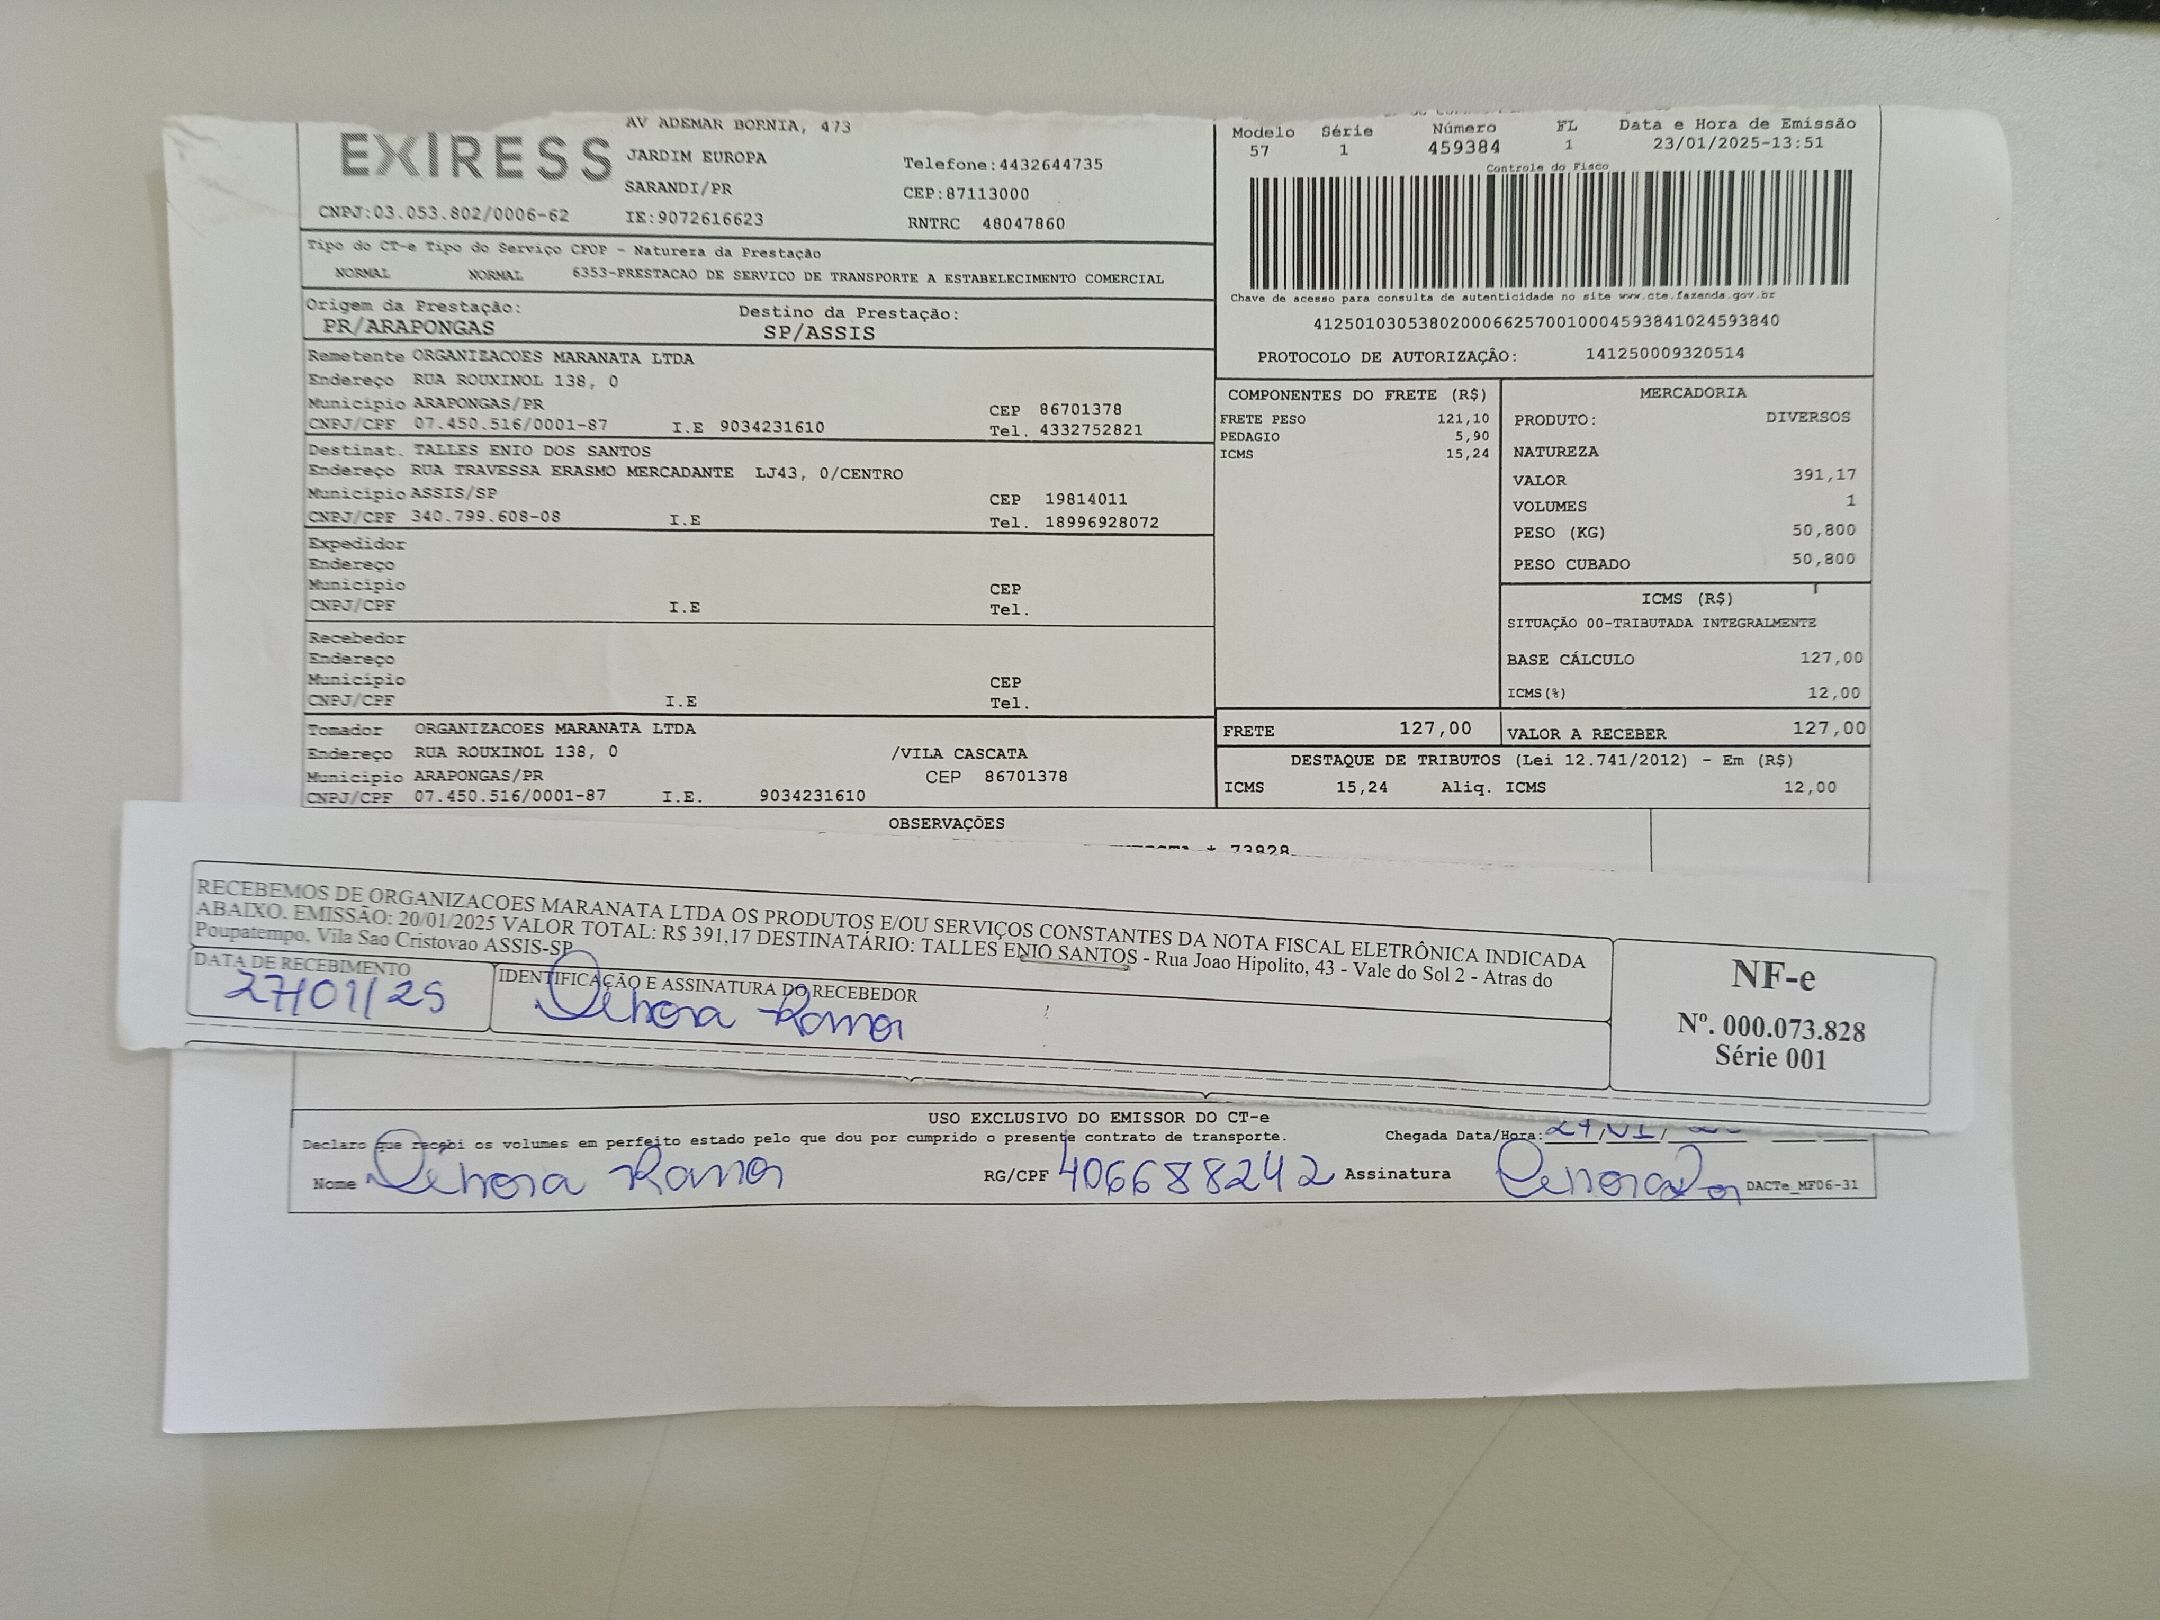 EXIRESS
AV ADEMAR BORNIA, 473
JARDIM EUROPA
SARANDI/PR
CNPJ:03.053.802/0006-62 IE:9072616623
Telefone:4432644735
CEP:87113000
RNTRC 48047860
Modelo Série Número FL Data e Hora de Emissão
57 1 459384 1 23/01/2025-13:51
Controle do Fisco
Chave de acesso para consulta de autenticidade no site www.cte.fazenda.gov.br
41250103053802000662570010004593841024593840
PROTOCOLO DE AUTORIZAÇÃO: 141250009320514
Tipo do CT-e Tipo do Serviço CFOP - Natureza da Prestação
NORMAL NORMAL 6353-PRESTACAO DE SERVICO DE TRANSPORTE A ESTABELECIMENTO COMERCIAL
Origem da Prestação: Destino da Prestação:
PR/ARAPONGAS SP/ASSIS
Remetente ORGANIZACOES MARANATA LTDA
Endereço RUA ROUXINOL 138, 0
Município ARAPONGAS/PR CEP 86701378
CNPJ/CPF 07.450.516/0001-87 I.E 9034231610 Tel. 4332752821
Destinat. TALLES ENIO DOS SANTOS
Endereço RUA TRAVESSA ERASMO MERCADANTE LJ43, 0/CENTRO
Município ASSIS/SP CEP 19814011
CNPJ/CPF 340.799.608-08 I.E Tel. 18996928072
Expedidor
Endereço
Município CEP
CNPJ/CPF I.E Tel.
Recebedor
Endereço
Município CEP
CNPJ/CPF I.E Tel.
Tomador ORGANIZACOES MARANATA LTDA
Endereço RUA ROUXINOL 138, 0 /VILA CASCATA
Município ARAPONGAS/PR CEP 86701378
CNPJ/CPF 07.450.516/0001-87 I.E. 9034231610
COMPONENTES DO FRETE (R$)
FRETE PESO 121,10
PEDAGIO 5,90
ICMS 15,24
MERCADORIA
PRODUTO: DIVERSOS
NATUREZA
VALOR 391,17
VOLUMES 1
PESO (KG) 50,800
PESO CUBADO 50,800
ICMS (R$)
SITUAÇÃO 00-TRIBUTADA INTEGRALMENTE
BASE CÁLCULO 127,00
ICMS(%) 12,00
FRETE 127,00 VALOR A RECEBER 127,00
DESTAQUE DE TRIBUTOS (Lei 12.741/2012) - Em (R$)
ICMS 15,24 Aliq. ICMS 12,00
OBSERVAÇÕES
73828
RECEBEMOS DE ORGANIZACOES MARANATA LTDA OS PRODUTOS E/OU SERVIÇOS CONSTANTES DA NOTA FISCAL ELETRÔNICA INDICADA
ABAIXO. EMISSÃO: 20/01/2025 VALOR TOTAL: R$ 391,17 DESTINATÁRIO: TALLES ENIO SANTOS - Rua Joao Hipolito, 43 - Vale do Sol 2 - Atras do
Poupatempo, Vila Sao Cristovao ASSIS-SP
DATA DE RECEBIMENTO IDENTIFICAÇÃO E ASSINATURA DO RECEBEDOR
27/01/25
NF-e
Nº. 000.073.828
Série 001
USO EXCLUSIVO DO EMISSOR DO CT-e
Declaro que recebi os volumes em perfeito estado pelo que dou por cumprido o presente contrato de transporte. Chegada Data/Hora:
Nome RG/CPF 406688242 Assinatura DACTe_MF06-31